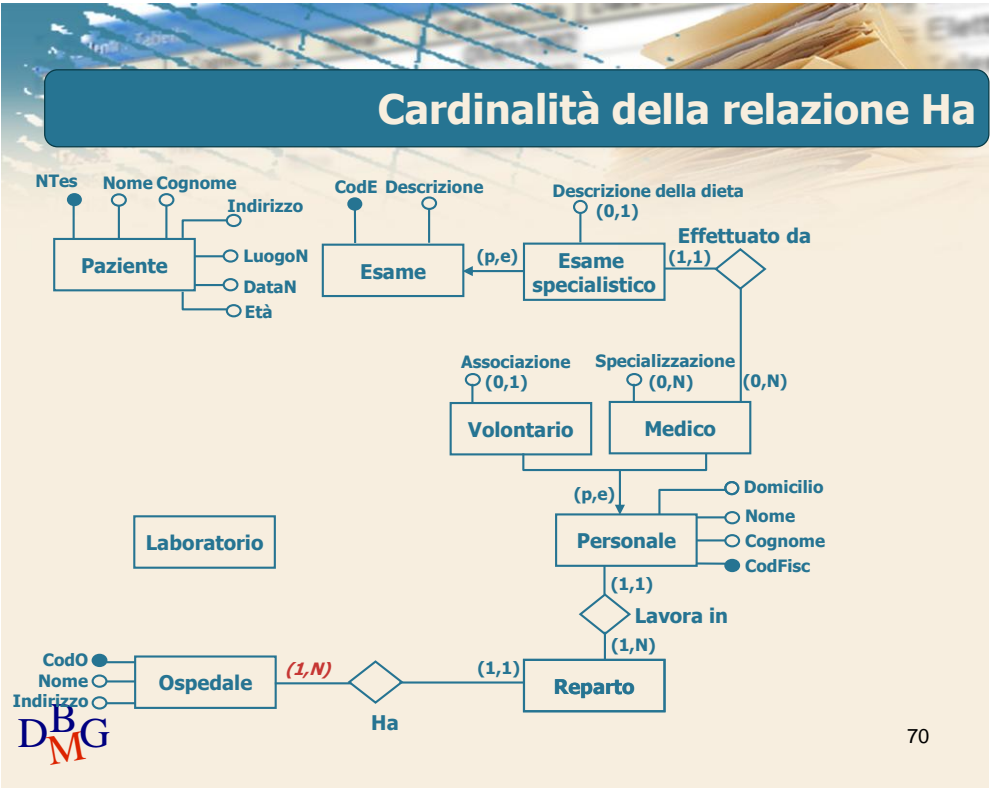 Cardinalità della relazione Ha
NTes
Nome
Cognome
Indirizzo
LuogoN
DataN
Età
Paziente
CodE
Descrizione
Esame
(p,e)
Descrizione della dieta
(0,1)
Esame
specialistico
(1,1)
Effettuato da
(0,N)
Associazione
(0,1)
Volontario
Specializzazione
(0,N)
Medico
(p,e)
Personale
Domicilio
Nome
Cognome
CodFisc
(1,1)
Lavora in
(1,N)
Laboratorio
CodO
Nome
Indirizzo
Ospedale
(1,N)
Ha
(1,1)
Reparto
DBMG
70